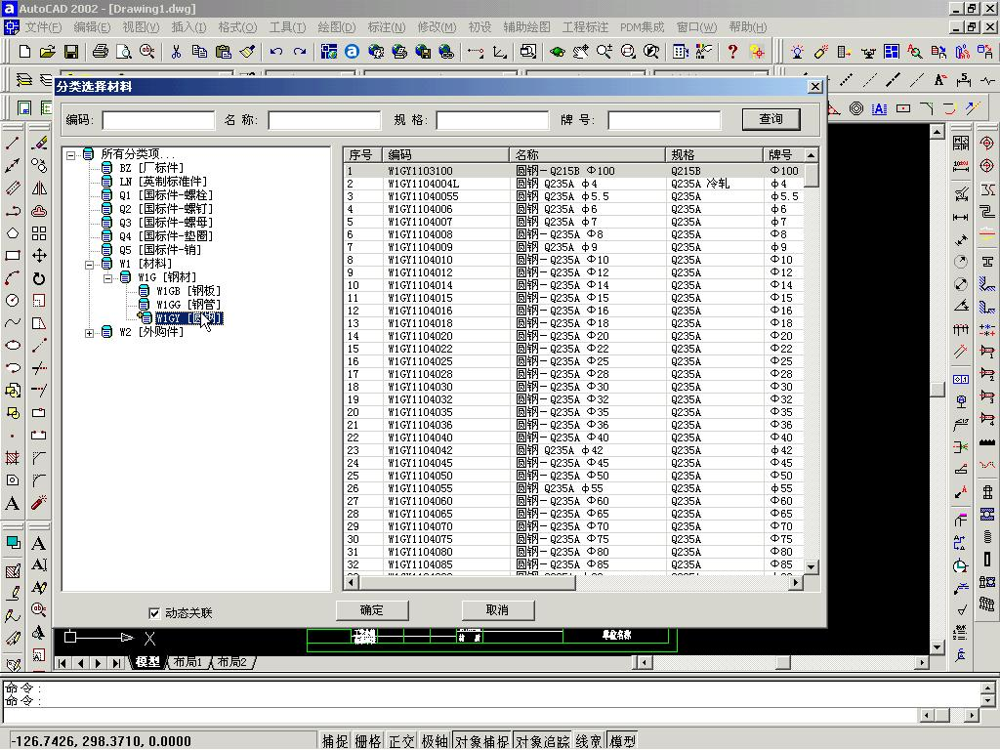 AutoCAD 2002 - [Drawing1.dwg]
文件(F) 编辑(E) 视图(V) 插入(I) 格式(O) 工具(T) 绘图(D) 标注(N) 修改(M) 初设 辅助绘图 工程标注 PDM集成 窗口(W) 帮助(H)
分类选择材料
编码: 名 称: 规 格: 牌 号: 查询
所有分类项...
BZ [厂标件]
LN [英制标准件]
Q1 [国标件-螺栓]
Q2 [国标件-螺钉]
Q3 [国标件-螺母]
Q4 [国标件-垫圈]
Q5 [国标件-销]
W1 [材料]
W1G [钢材]
W1GB [钢板]
W1GG [钢管]
W1GY [圆钢]
W2 [外购件]
序号 编码 名称 规格 牌号
1 W1GY1103100 圆钢-Q215B Φ100 Q215B Φ100
2 W1GY1104004L 圆钢 Q235A φ4 Q235A 冷轧 φ4
3 W1GY11040055 圆钢 Q235A φ5.5 Q235A φ5.5
4 W1GY1104006 圆钢 Q235A φ6 Q235A φ6
5 W1GY1104007 圆钢 Q235A φ7 Q235A φ7
6 W1GY1104008 圆钢-Q235A Φ8 Q235A Φ8
7 W1GY1104009 圆钢 Q235A φ9 Q235A φ9
8 W1GY1104010 圆钢-Q235A Φ10 Q235A Φ10
9 W1GY1104012 圆钢-Q235A Φ12 Q235A Φ12
10 W1GY1104014 圆钢-Q235A Φ14 Q235A Φ14
11 W1GY1104015 圆钢-Q235A Φ15 Q235A Φ15
12 W1GY1104016 圆钢-Q235A Φ16 Q235A Φ16
13 W1GY1104018 圆钢-Q235A Φ18 Q235A Φ18
14 W1GY1104020 圆钢-Q235A Φ20 Q235A Φ20
15 W1GY1104022 圆钢-Q235A Φ22 Q235A Φ22
16 W1GY1104025 圆钢-Q235A Φ25 Q235A Φ25
17 W1GY1104028 圆钢-Q235A Φ28 Q235A Φ28
18 W1GY1104030 圆钢-Q235A Φ30 Q235A Φ30
19 W1GY1104032 圆钢-Q235A Φ32 Q235A Φ32
20 W1GY1104035 圆钢-Q235A Φ35 Q235A Φ35
21 W1GY1104036 圆钢-Q235A Φ36 Q235A Φ36
22 W1GY1104040 圆钢-Q235A Φ40 Q235A Φ40
23 W1GY1104042 圆钢 Q235A φ42 Q235A φ42
24 W1GY1104045 圆钢-Q235A Φ45 Q235A Φ45
25 W1GY1104050 圆钢-Q235A Φ50 Q235A Φ50
26 W1GY1104055 圆钢 Q235A φ55 Q235A φ55
27 W1GY1104060 圆钢-Q235A Φ60 Q235A Φ60
28 W1GY1104065 圆钢-Q235A Φ65 Q235A Φ65
29 W1GY1104070 圆钢-Q235A Φ70 Q235A Φ70
30 W1GY1104075 圆钢-Q235A Φ75 Q235A Φ75
31 W1GY1104080 圆钢-Q235A Φ80 Q235A Φ80
32 W1GY1104085 圆钢-Q235A Φ85 Q235A Φ85
动态关联 确定 取消
X 单位名称
模型 布局1 布局2
命令:
命令:
-126.7426, 298.3710, 0.0000 捕捉 栅格 正交 极轴 对象捕捉 对象追踪 线宽 模型